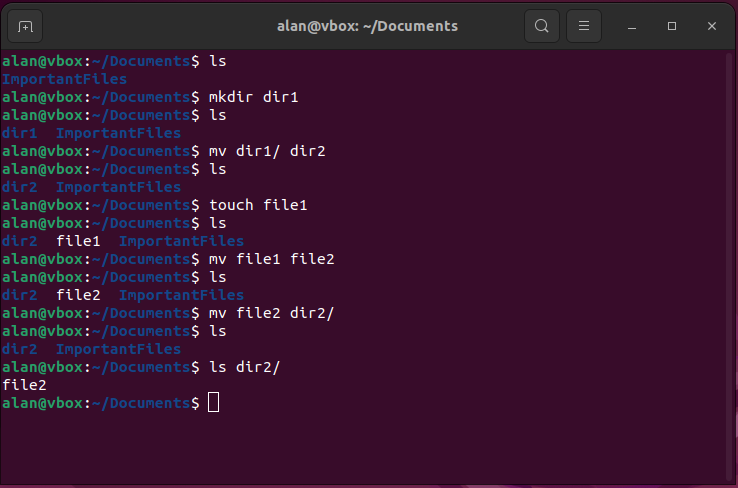 alan@vbox: ~/Documents
alan@vbox:~/Documents$ ls
ImportantFiles
alan@vbox:~/Documents$ mkdir dir1
alan@vbox:~/Documents$ ls
dir1  ImportantFiles
alan@vbox:~/Documents$ mv dir1/ dir2
alan@vbox:~/Documents$ ls
dir2  ImportantFiles
alan@vbox:~/Documents$ touch file1
alan@vbox:~/Documents$ ls
dir2  file1  ImportantFiles
alan@vbox:~/Documents$ mv file1 file2
alan@vbox:~/Documents$ ls
dir2  file2  ImportantFiles
alan@vbox:~/Documents$ mv file2 dir2/
alan@vbox:~/Documents$ ls
dir2  ImportantFiles
alan@vbox:~/Documents$ ls dir2/
file2
alan@vbox:~/Documents$